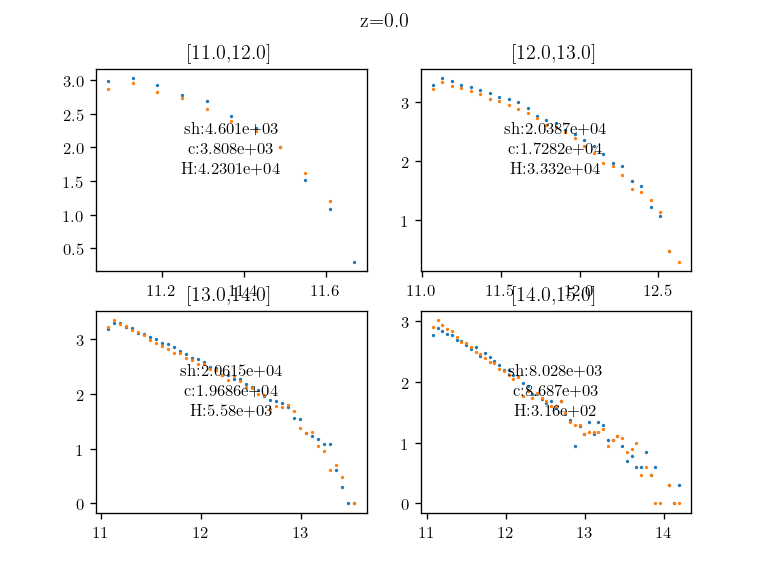 z=0.0
[11.0,12.0]
3.0
2.5
2.0
1.5
1.0
0.5
sh:4.601e+03
c:3.808e+03
H:4.2301e+04
11.2 11.4 11.6
[12.0,13.0]
3
2
1
sh:2.0387e+04
c:1.7282e+04
H:3.332e+04
11.0 11.5 12.0 12.5
[13.0,14.0]
3
2
1
0
sh:2.0615e+04
c:1.9686e+04
H:5.58e+03
11 12 13
[14.0,15.0]
3
2
1
0
sh:8.028e+03
c:8.687e+03
H:3.16e+02
11 12 13 14